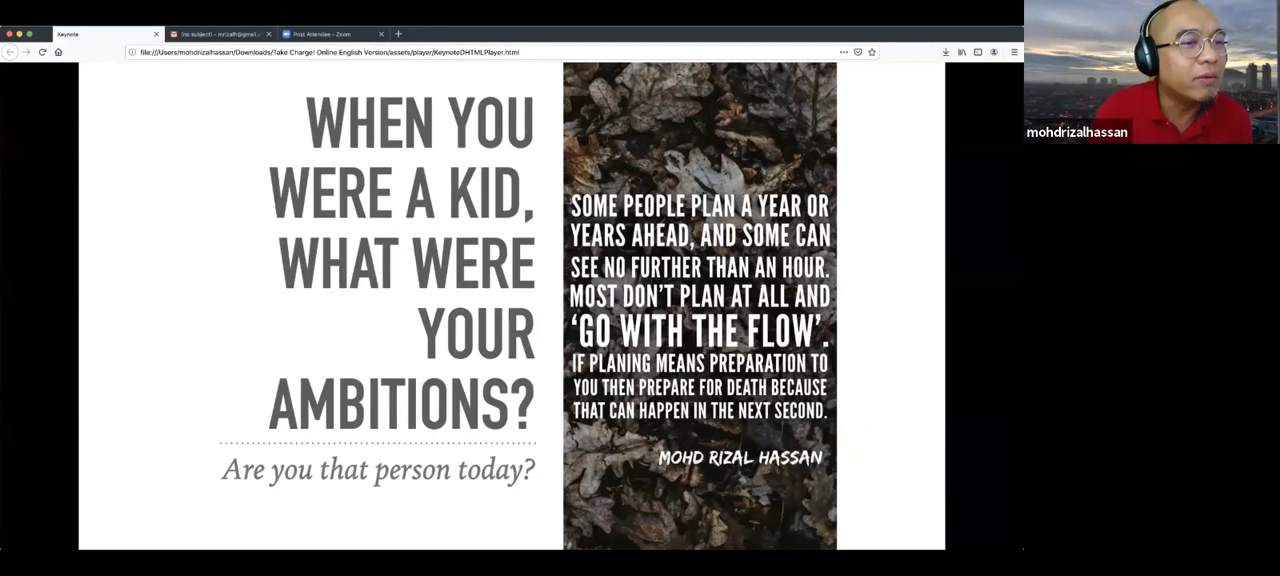 Keynote
(no subject) - mrizalh@gmail.c
Post Attendee - Zoom
file:///Users/mohdrizalhassan/Downloads/Take Charge! Online English Version/assets/player/KeynoteDHTMLPlayer.html
WHEN YOU
WERE A KID,
WHAT WERE
YOUR
AMBITIONS?
Are you that person today?
SOME PEOPLE PLAN A YEAR OR
YEARS AHEAD, AND SOME CAN
SEE NO FURTHER THAN AN HOUR.
MOST DON'T PLAN AT ALL AND
'GO WITH THE FLOW'.
IF PLANING MEANS PREPARATION TO
YOU THEN PREPARE FOR DEATH BECAUSE
THAT CAN HAPPEN IN THE NEXT SECOND.
MOHD RIZAL HASSAN
mohdrizalhassan